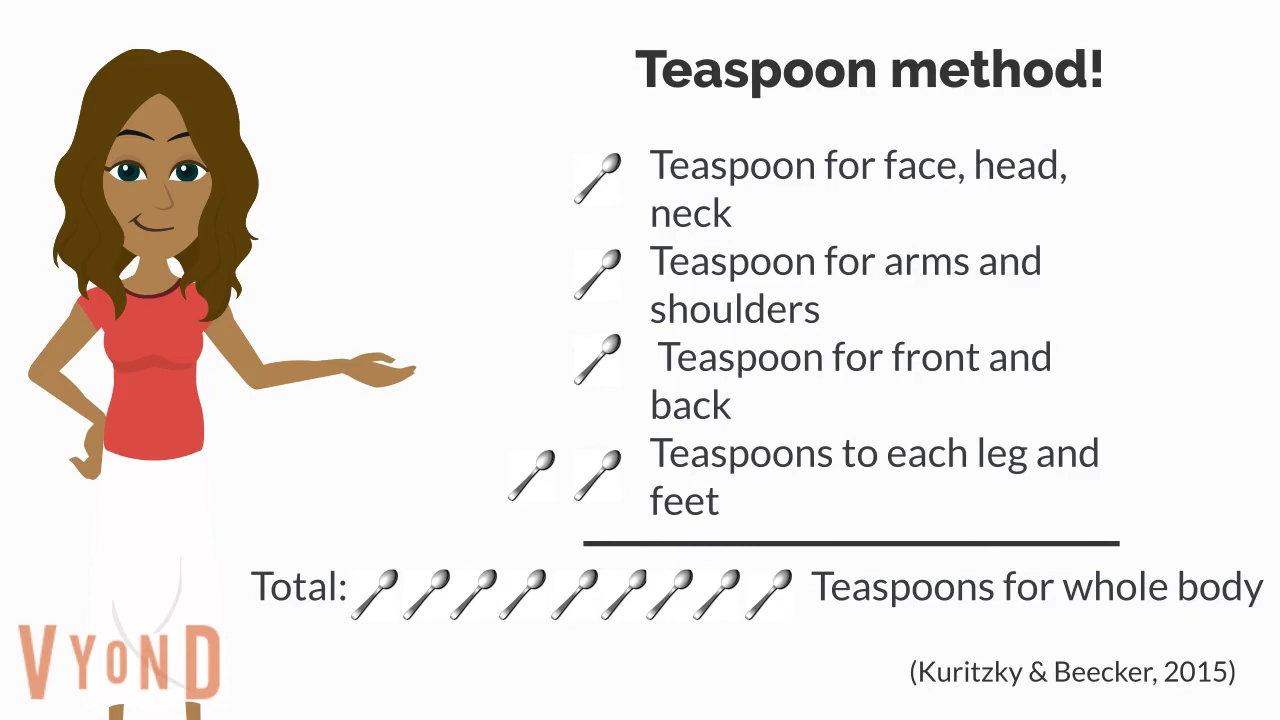 Teaspoon method!
Teaspoon for face, head,
neck
Teaspoon for arms and
shoulders
Teaspoon for front and
back
Teaspoons to each leg and
feet
Total: Teaspoons for whole body
(Kuritzky & Beecker, 2015)
VYOND